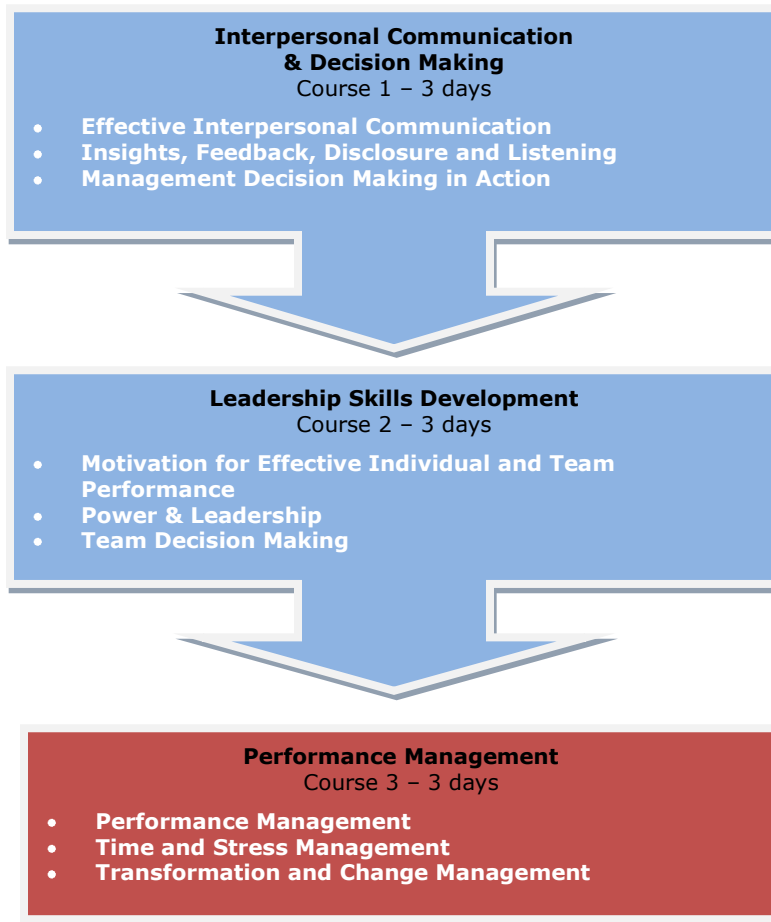 Interpersonal Communication
& Decision Making
Course 1 – 3 days
• Effective Interpersonal Communication
• Insights, Feedback, Disclosure and Listening
• Management Decision Making in Action
Leadership Skills Development
Course 2 – 3 days
• Motivation for Effective Individual and Team
Performance
• Power & Leadership
• Team Decision Making
Performance Management
Course 3 – 3 days
• Performance Management
• Time and Stress Management
• Transformation and Change Management